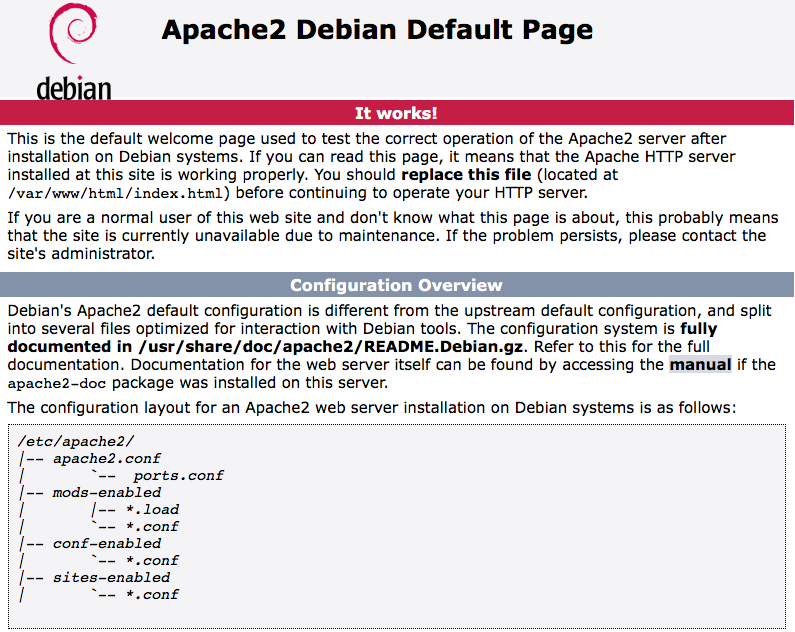 debian
Apache2 Debian Default Page
It works!
This is the default welcome page used to test the correct operation of the Apache2 server after
installation on Debian systems. If you can read this page, it means that the Apache HTTP server
installed at this site is working properly. You should replace this file (located at
/var/www/html/index.html) before continuing to operate your HTTP server.
If you are a normal user of this web site and don't know what this page is about, this probably means
that the site is currently unavailable due to maintenance. If the problem persists, please contact the
site's administrator.
Configuration Overview
Debian's Apache2 default configuration is different from the upstream default configuration, and split
into several files optimized for interaction with Debian tools. The configuration system is fully
documented in /usr/share/doc/apache2/README.Debian.gz. Refer to this for the full
documentation. Documentation for the web server itself can be found by accessing the manual if the
apache2-doc package was installed on this server.
The configuration layout for an Apache2 web server installation on Debian systems is as follows:
/etc/apache2/
|-- apache2.conf
|       `--  ports.conf
|-- mods-enabled
|       |-- *.load
|       `-- *.conf
|-- conf-enabled
|       `-- *.conf
|-- sites-enabled
|       `-- *.conf